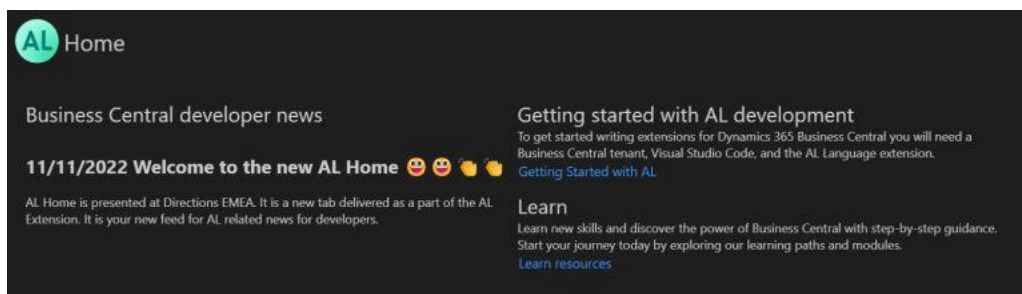 AL Home
Business Central developer news
11/11/2022 Welcome to the new AL Home 😃 😃 👏 👏
AL Home is presented at Directions EMEA. It is a new tab delivered as a part of the AL
Extension. It is your new feed for AL related news for developers.
Getting started with AL development
To get started writing extensions for Dynamics 365 Business Central you will need a
Business Central tenant, Visual Studio Code, and the AL Language extension.
Getting Started with AL
Learn
Learn new skills and discover the power of Business Central with step-by-step guidance.
Start your journey today by exploring our learning paths and modules.
Learn resources